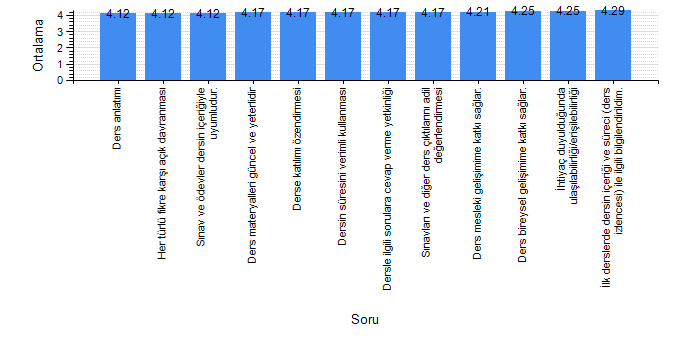 Ortalama
4
3
2
1
0
4.12
4.12
4.12
4.17
4.17
4.17
4.17
4.17
4.21
4.25
4.25
4.29
Ders anlatımı
Her türlü fikre karşı açık davranması
Sınav ve ödevler dersin içeriğiyle
uyumludur.
Ders materyalleri güncel ve yeterlidir
Derse katılımı özendirmesi
Dersin süresini verimli kullanması
Dersle ilgili sorulara cevap verme yetkinliği
Sınavları ve diğer ders çıktılarını adil
değerlendirmesi
Ders mesleki gelişimime katkı sağlar.
Ders bireysel gelişimime katkı sağlar.
İhtiyaç duyulduğunda
ulaşılabilirliği/erişilebilirliği
İlk derslerde dersin içeriği ve süreci (ders
izlencesi) ile ilgili bilgilendirildim.
Soru